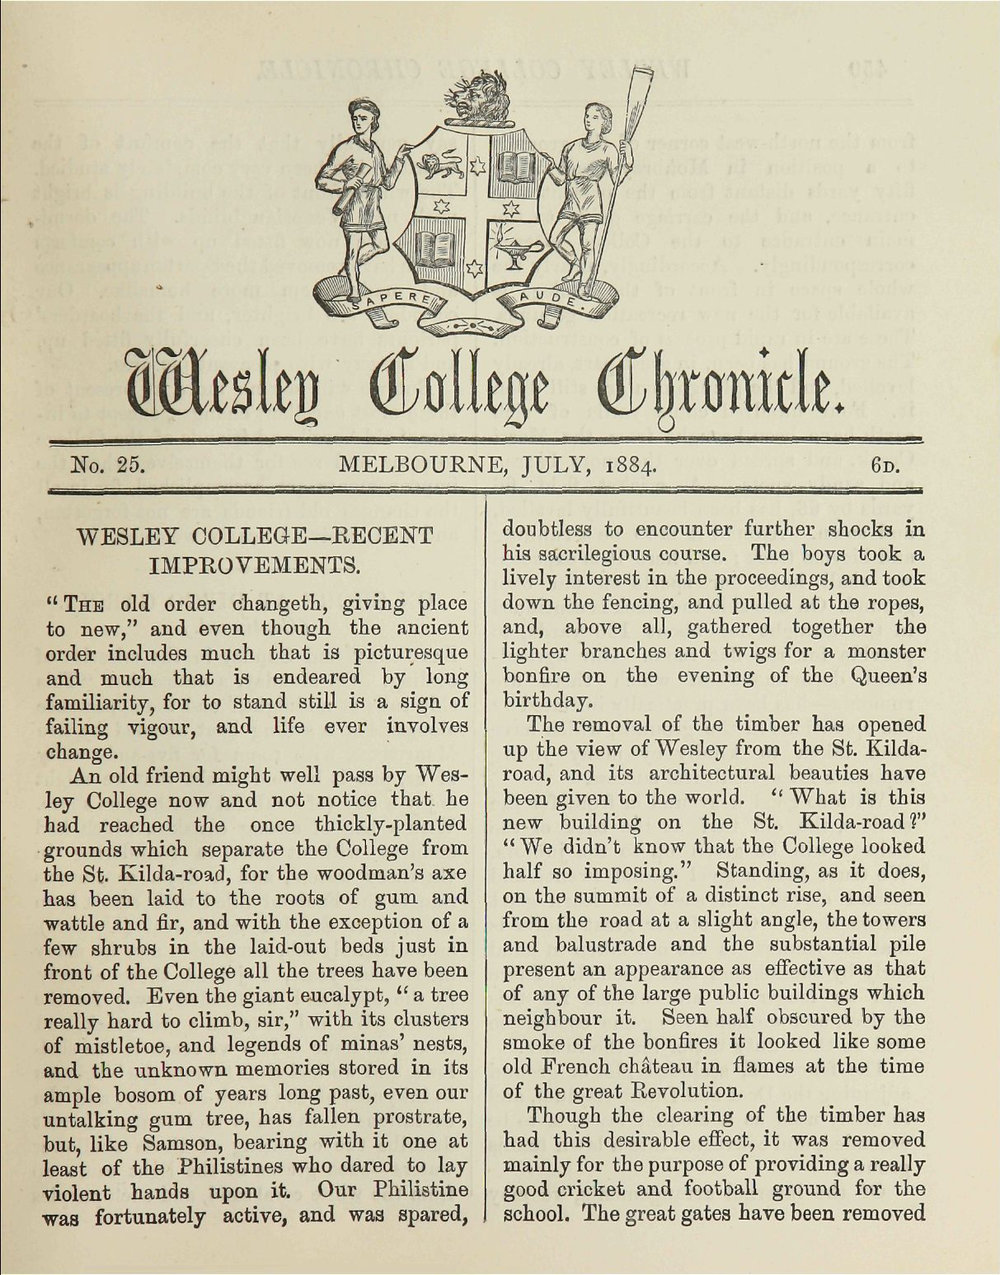 SAPERE AUDE.
Wesley College Chronicle.
No. 25. MELBOURNE, JULY, 1884. 6D.
WESLEY COLLEGE—RECENT
IMPROVEMENTS.
"THE old order changeth, giving place
to new," and even though the ancient
order includes much that is picturesque
and much that is endeared by long
familiarity, for to stand still is a sign of
failing vigour, and life ever involves
change.
An old friend might well pass by Wes-
ley College now and not notice that he
had reached the once thickly-planted
grounds which separate the College from
the St. Kilda-road, for the woodman's axe
has been laid to the roots of gum and
wattle and fir, and with the exception of a
few shrubs in the laid-out beds just in
front of the College all the trees have been
removed. Even the giant eucalypt, "a tree
really hard to climb, sir," with its clusters
of mistletoe, and legends of minas' nests,
and the unknown memories stored in its
ample bosom of years long past, even our
untalking gum tree, has fallen prostrate,
but, like Samson, bearing with it one at
least of the Philistines who dared to lay
violent hands upon it. Our Philistine
was fortunately active, and was spared,
doubtless to encounter further shocks in
his sacrilegious course. The boys took a
lively interest in the proceedings, and took
down the fencing, and pulled at the ropes,
and, above all, gathered together the
lighter branches and twigs for a monster
bonfire on the evening of the Queen's
birthday.
The removal of the timber has opened
up the view of Wesley from the St. Kilda-
road, and its architectural beauties have
been given to the world. "What is this
new building on the St. Kilda-road?"
"We didn't know that the College looked
half so imposing." Standing, as it does,
on the summit of a distinct rise, and seen
from the road at a slight angle, the towers
and balustrade and the substantial pile
present an appearance as effective as that
of any of the large public buildings which
neighbour it. Seen half obscured by the
smoke of the bonfires it looked like some
old French château in flames at the time
of the great Revolution.
Though the clearing of the timber has
had this desirable effect, it was removed
mainly for the purpose of providing a really
good cricket and football ground for the
school. The great gates have been removed